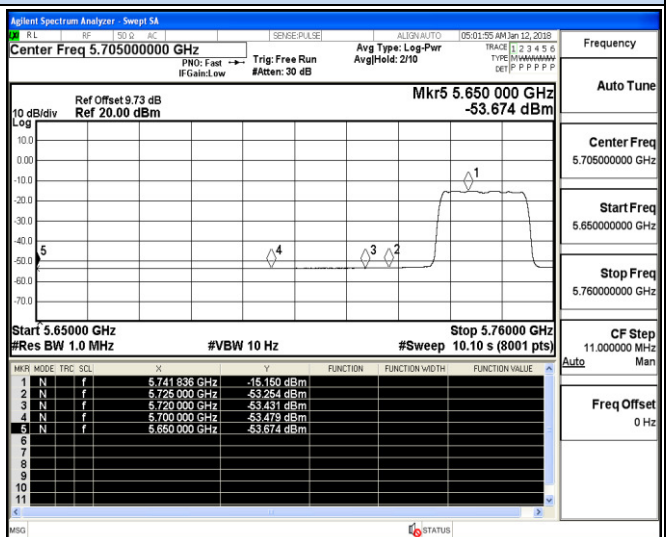 Agilent Spectrum Analyzer - Swept SA
RL RF 50 Ω AC SENSE:PULSE ALIGN AUTO 05:01:55 AM Jan 12, 2018
Center Freq 5.705000000 GHz
PNO: Fast
IFGain:Low
Trig: Free Run
#Atten: 30 dB
Avg Type: Log-Pwr
Avg|Hold: 2/10
TRACE 1 2 3 4 5 6
TYPE MWWWWW
DET P P P P P P
Frequency
Auto Tune
Center Freq
5.705000000 GHz
Start Freq
5.650000000 GHz
Stop Freq
5.760000000 GHz
CF Step
11.000000 MHz
Auto Man
Freq Offset
0 Hz
Mkr5 5.650 000 GHz
-53.674 dBm
Ref Offset 9.73 dB
10 dB/div Ref 20.00 dBm
Log
10.0
0.00
-10.0
-20.0
-30.0
-40.0
-50.0
-60.0
-70.0
1
2
3
4
5
Start 5.65000 GHz Stop 5.76000 GHz
#Res BW 1.0 MHz #VBW 10 Hz #Sweep 10.10 s (8001 pts)
MKR MODE TRC SCL X Y FUNCTION FUNCTION WIDTH FUNCTION VALUE
1 N f 5.741 836 GHz -15.150 dBm
2 N f 5.725 000 GHz -53.254 dBm
3 N f 5.720 000 GHz -53.431 dBm
4 N f 5.700 000 GHz -53.479 dBm
5 N f 5.650 000 GHz -53.674 dBm
6
7
8
9
10
11
MSG STATUS